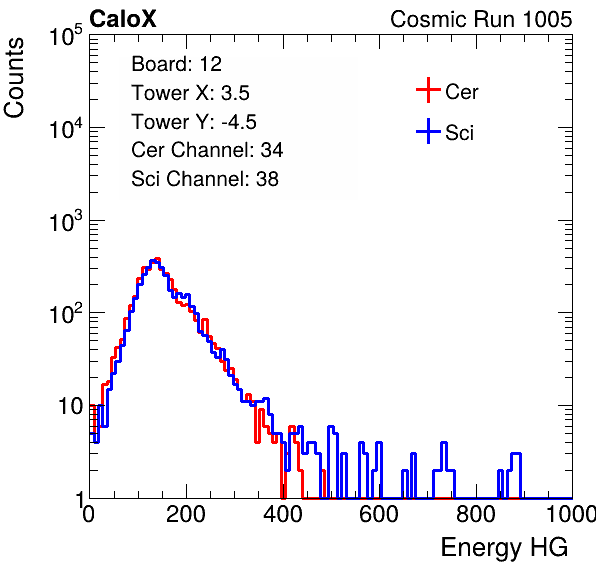 CaloX Cosmic Run 1005
Counts
10^5
10^4
10^3
10^2
10
1
Board: 12
Tower X: 3.5
Tower Y: -4.5
Cer Channel: 34
Sci Channel: 38
Cer
Sci
0 200 400 600 800 1000
Energy HG